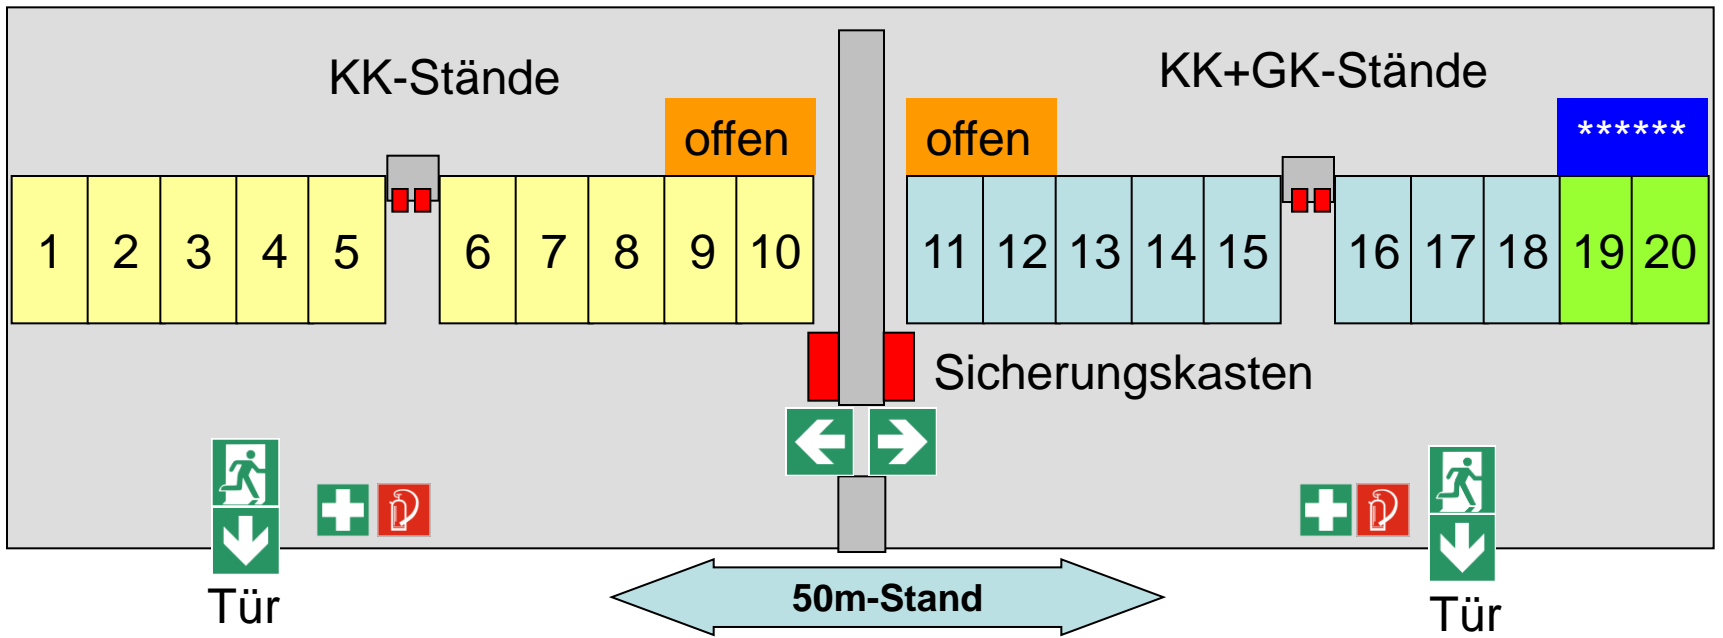 KK-Stände
KK+GK-Stände
offen
offen
******
1 2 3 4 5 6 7 8 9 10 11 12 13 14 15 16 17 18 19 20
Sicherungskasten
50m-Stand
Tür
Tür